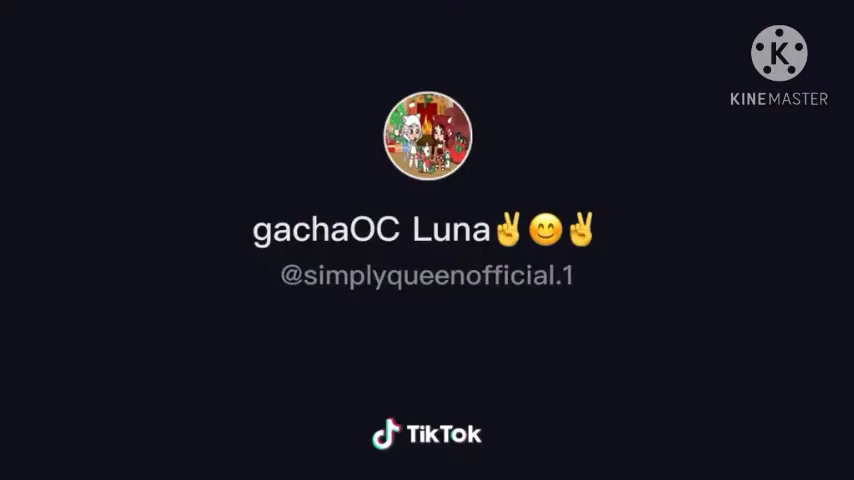 K
KINEMASTER
gachaOC Luna✌️😊✌️
@simplyqueenofficial.1
TikTok